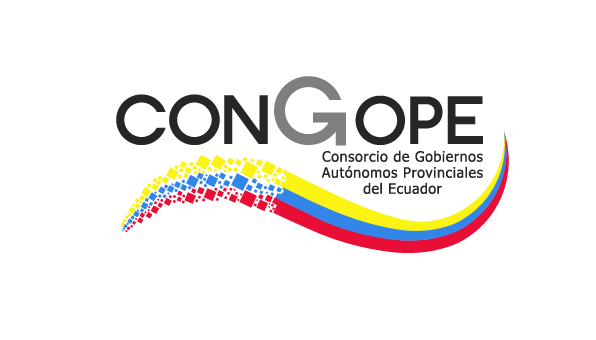 CONGOPE
Consorcio de Gobiernos
Autónomos Provinciales
del Ecuador